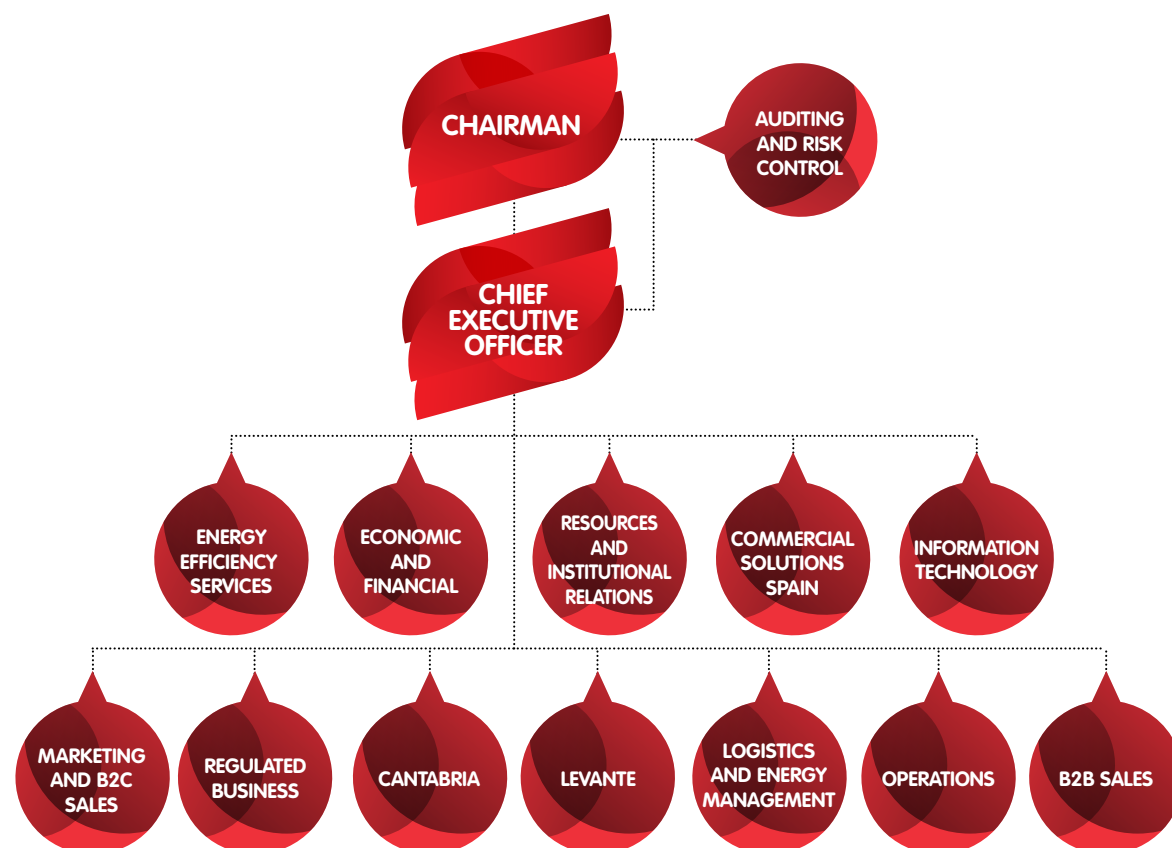 CHAIRMAN
AUDITING
AND RISK
CONTROL
CHIEF
EXECUTIVE
OFFICER
ENERGY
EFFICIENCY
SERVICES
ECONOMIC
AND
FINANCIAL
RESOURCES
AND
INSTITUTIONAL
RELATIONS
COMMERCIAL
SOLUTIONS
SPAIN
INFORMATION
TECHNOLOGY
MARKETING
AND B2C
SALES
REGULATED
BUSINESS
CANTABRIA
LEVANTE
LOGISTICS
AND ENERGY
MANAGEMENT
OPERATIONS
B2B SALES